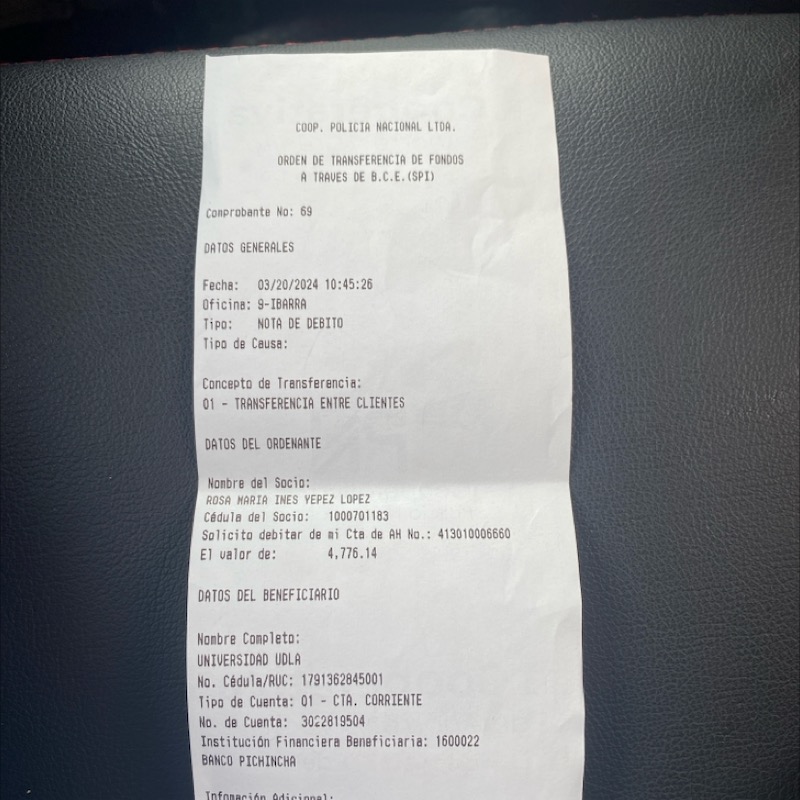 COOP. POLICIA NACIONAL LTDA.
ORDEN DE TRANSFERENCIA DE FONDOS
A TRAVES DE B.C.E.(SPI)
Comprobante No: 69
DATOS GENERALES
Fecha: 03/20/2024 10:45:26
Oficina: 9-IBARRA
Tipo: NOTA DE DEBITO
Tipo de Causa:
Concepto de Transferencia:
01 - TRANSFERENCIA ENTRE CLIENTES
DATOS DEL ORDENANTE
Nombre del Socio:
ROSA MARIA INES YEPEZ LOPEZ
Cédula del Socio: 1000701183
Solicito debitar de mi Cta de AH No.: 413010006660
El valor de: 4,776.14
DATOS DEL BENEFICIARIO
Nombre Completo:
UNIVERSIDAD UDLA
No. Cédula/RUC: 1791362845001
Tipo de Cuenta: 01 - CTA. CORRIENTE
No. de Cuenta: 3022819504
Institución Financiera Beneficiaria: 1600022
BANCO PICHINCHA
Infomación Adicional: